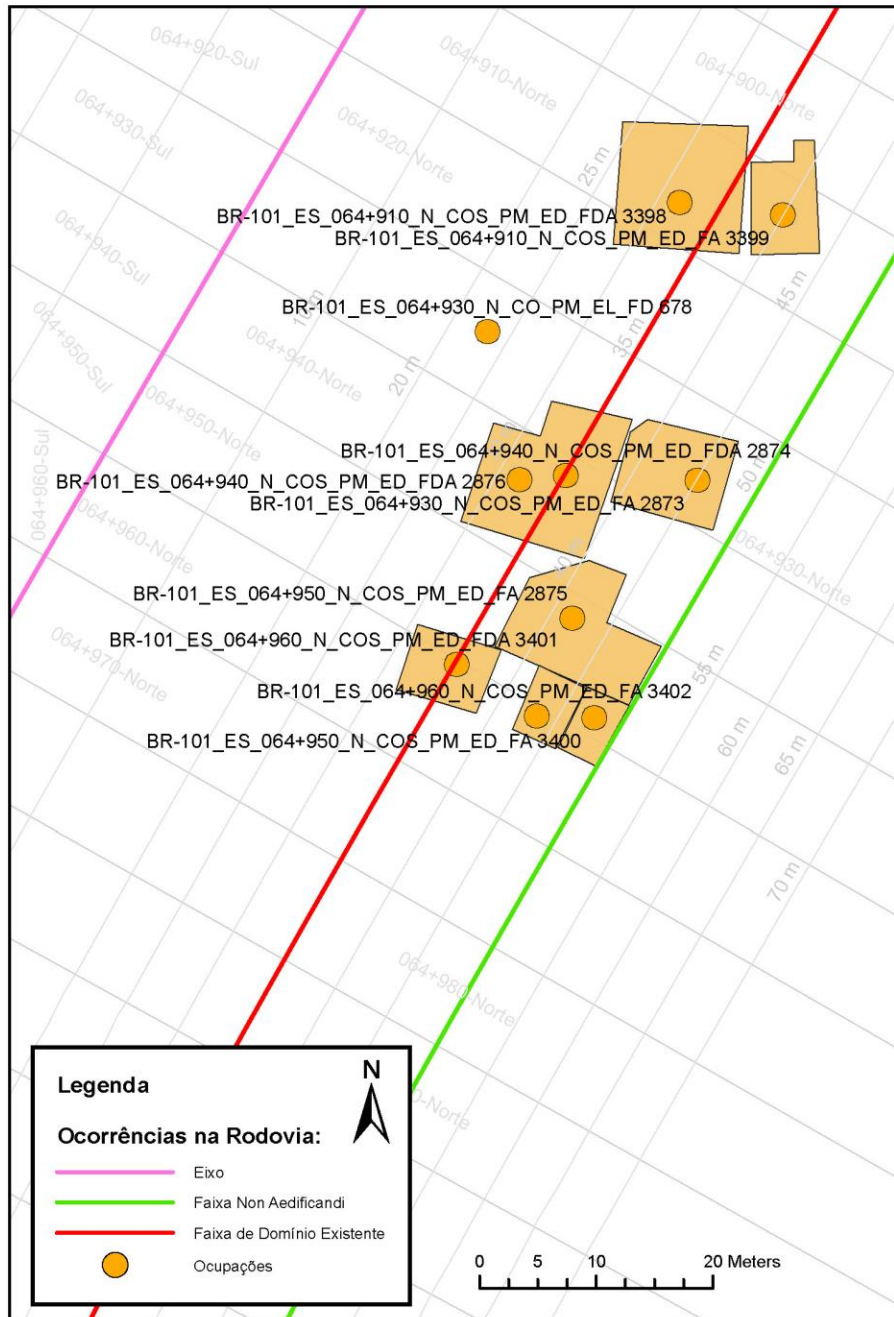 064+920-Sul
064+910-Norte
064+900-Norte
064+930-Sul
064+920-Norte
25 m
BR-101_ES_064+910_N_COS_PM_ED_FDA 3398
BR-101_ES_064+910_N_COS_PM_ED_FA 3399
064+940-Sul
45 m
BR-101_ES_064+930_N_CO_PM_EL_FD 678
064+950-Sul
35 m
064+940-Norte
20 m
064+950-Norte
BR-101_ES_064+940_N_COS_PM_ED_FDA 2874
50 m
BR-101_ES_064+940_N_COS_PM_ED_FDA 2876
BR-101_ES_064+930_N_COS_PM_ED_FA 2873
064+960-Sul
064+960-Norte
064+930-Norte
BR-101_ES_064+950_N_COS_PM_ED_FA 2875
BR-101_ES_064+960_N_COS_PM_ED_FDA 3401
064+970-Norte
55 m
BR-101_ES_064+960_N_COS_PM_ED_FA 3402
60 m
65 m
BR-101_ES_064+950_N_COS_PM_ED_FA 3400
70 m
064+980-Norte
0-Norte
Legenda
N
Ocorrências na Rodovia:
Eixo
Faixa Non Aedificandi
Faixa de Domínio Existente
Ocupações
0 5 10 20 Meters